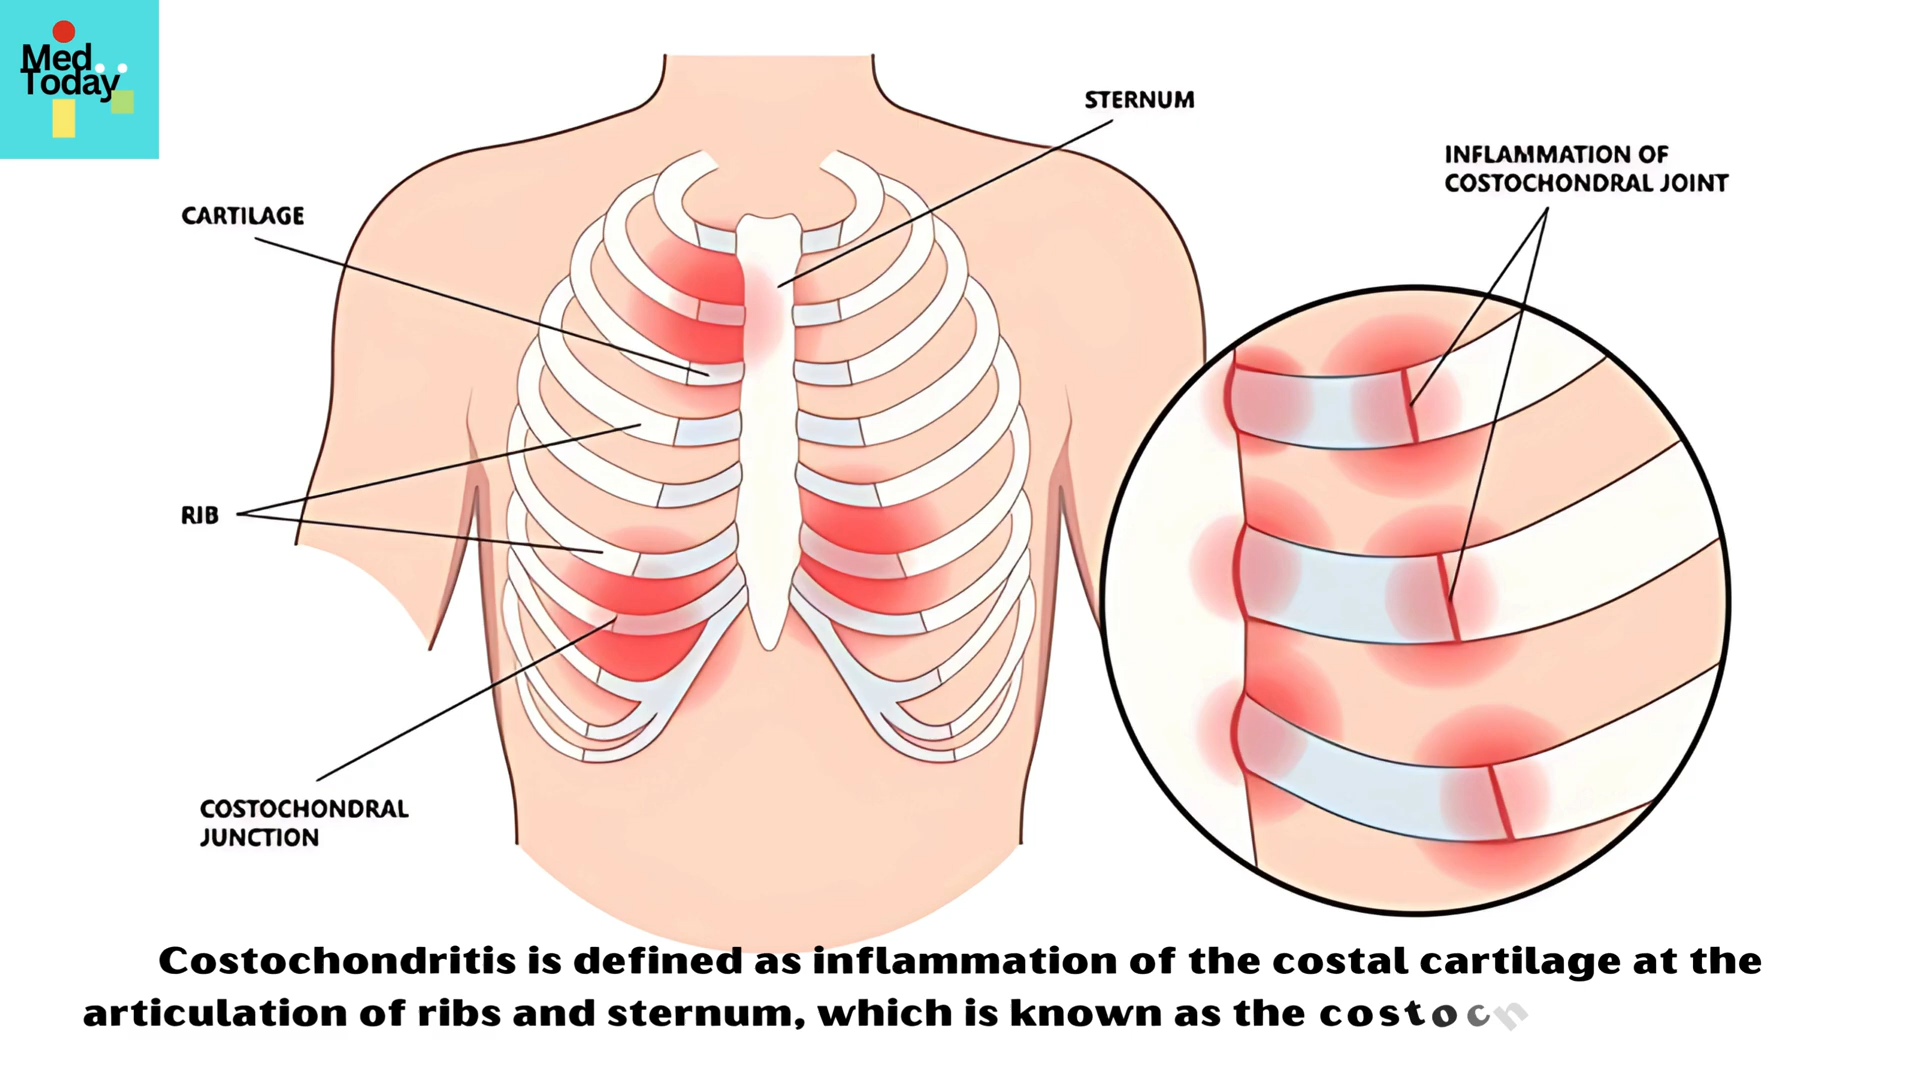 Med
Today
STERNUM
INFLAMMATION OF
COSTOCHONDRAL JOINT
CARTILAGE
RIB
COSTOCHONDRAL
JUNCTION
Costochondritis is defined as inflammation of the costal cartilage at the
articulation of ribs and sternum, which is known as the costoch